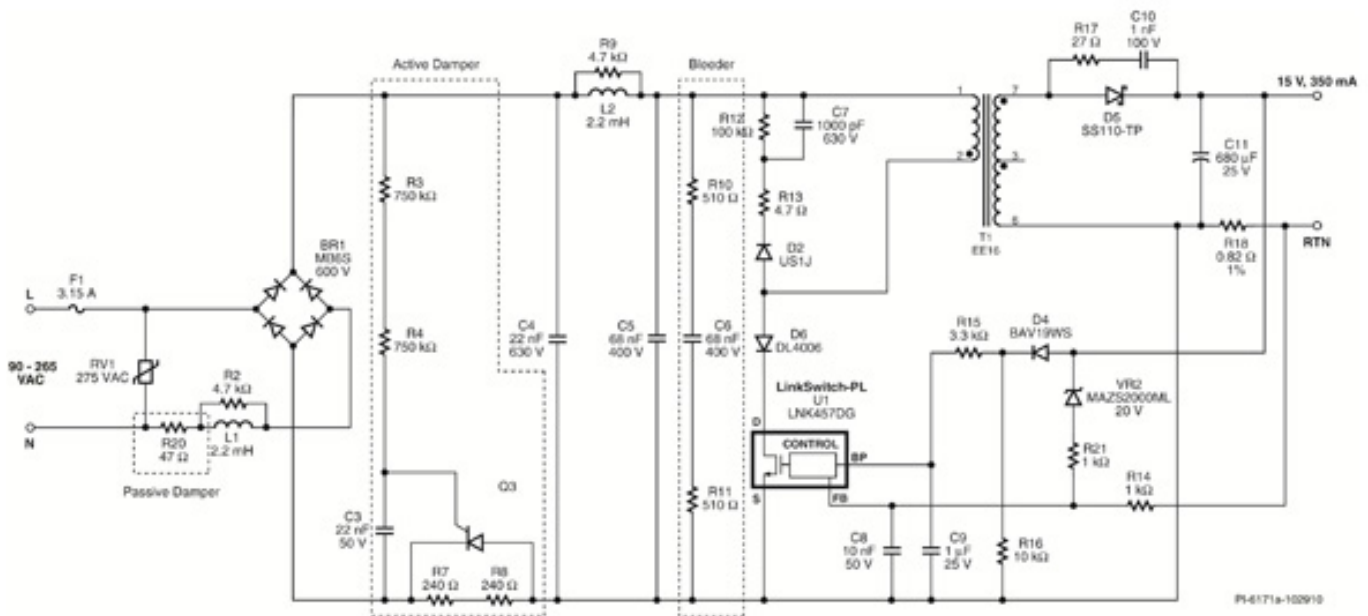 Active Damper
R9
4.7 kΩ
L2
2.2 mH
Bleeder
R17
27 Ω
C10
1 nF
100 V
15 V, 350 mA
D5
SS110-TP
1
2
7
3
6
T1
EE16
R12
100 kΩ
C7
1000 pF
630 V
C11
680 µF
25 V
R3
750 kΩ
R10
510 Ω
R13
4.7 Ω
D2
US1J
R18
0.82 Ω
1%
RTN
BR1
MB6S
600 V
F1
3.15 A
L
90 - 265
VAC
RV1
275 VAC
R2
4.7 kΩ
N
R20
47 Ω
L1
2.2 mH
Passive Damper
R4
750 kΩ
C4
22 nF
630 V
C5
68 nF
400 V
C6
68 nF
400 V
D6
DL4006
R15
3.3 kΩ
D4
BAV19WS
LinkSwitch-PL
U1
LNK457DG
D
CONTROL
BP
S
FB
VR2
MAZS2000ML
20 V
R21
1 kΩ
R14
1 kΩ
Q3
C3
22 nF
50 V
R7
240 Ω
R8
240 Ω
R11
510 Ω
C8
10 nF
50 V
C9
1 µF
25 V
R16
10 kΩ
PI-6171a-102910